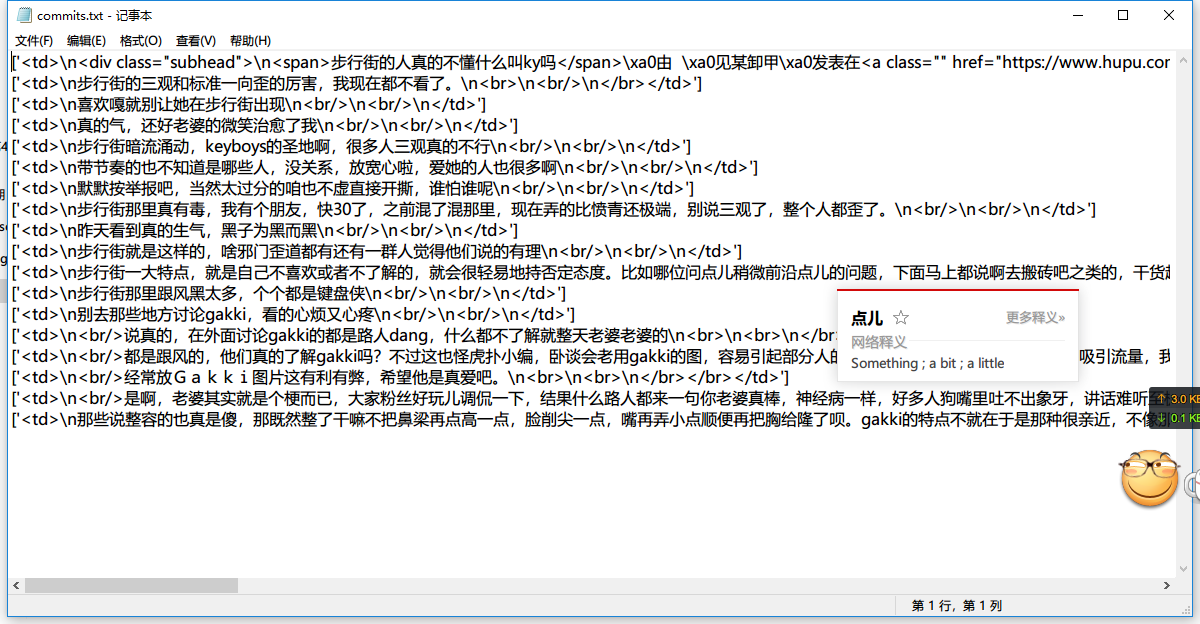 commits.txt - 记事本
文件(F) 编辑(E) 格式(O) 查看(V) 帮助(H)
['<td>\n<div class="subhead">\n<span>步行街的人真的不懂什么叫ky吗</span>\xa0由 \xa0见某卸甲\xa0发表在<a class="" href="https://www.hupu.cor
['<td>\n步行街的三观和标准一向歪的厉害，我现在都不看了。\n<br>\n<br/>\n</br></td>']
['<td>\n喜欢嘎就别让她在步行街出现\n<br/>\n<br/>\n</td>']
['<td>\n真的气，还好老婆的微笑治愈了我\n<br/>\n<br/>\n</td>']
['<td>\n步行街暗流涌动，keyboys的圣地啊，很多人三观真的不行\n<br/>\n<br/>\n</td>']
['<td>\n带节奏的也不知道是哪些人，没关系，放宽心啦，爱她的人也很多啊\n<br/>\n<br/>\n</td>']
['<td>\n默默按举报吧，当然太过分的咱也不虚直接开撕，谁怕谁呢\n<br/>\n<br/>\n</td>']
['<td>\n步行街那里真有毒，我有个朋友，快30了，之前混了混那里，现在弄的比愤青还极端，别说三观了，整个人都歪了。\n<br/>\n<br/>\n</td>']
['<td>\n昨天看到真的生气，黑子为黑而黑\n<br/>\n<br/>\n</td>']
['<td>\n步行街就是这样的，啥邪门歪道都有还有一群人觉得他们说的有理\n<br/>\n<br/>\n</td>']
['<td>\n步行街一大特点，就是自己不喜欢或者不了解的，就会很轻易地持否定态度。比如哪位问点儿稍微前沿点儿的问题，下面马上都说啊去搬砖吧之类的，干货起
['<td>\n步行街那里跟风黑太多，个个都是键盘侠\n<br/>\n<br/>\n</td>']
['<td>\n别去那些地方讨论gakki，看的心烦又心疼\n<br/>\n<br/>\n</td>']
['<td>\n<br/>说真的，在外面讨论gakki的都是路人dang，什么都不了解就整天老婆老婆的\n<br>\n<br>\n</br
['<td>\n<br/>都是跟风的，他们真的了解gakki吗？不过这也怪虎扑小编，卧谈会老用gakki的图，容易引起部分人的 吸引流量，我
['<td>\n<br/>经常放Ｇａｋｋｉ图片这有利有弊，希望他是真爱吧。\n<br>\n<br>\n</br></br></td>']
['<td>\n<br/>是啊，老婆其实就是个梗而已，大家粉丝好玩儿调侃一下，结果什么路人都来一句你老婆真棒，神经病一样，好多人狗嘴里吐不出象牙，讲话难听
['<td>\n那些说整容的也真是傻，那既然整了干嘛不把鼻梁再点高一点，脸削尖一点，嘴再弄小点顺便再把胸给隆了呗。gakki的特点不就在于是那种很亲近，不像
点儿 ☆ 更多释义»
网络释义
Something ; a bit ; a little
3.0 KE
0.1 KE
第 1 行，第 1 列